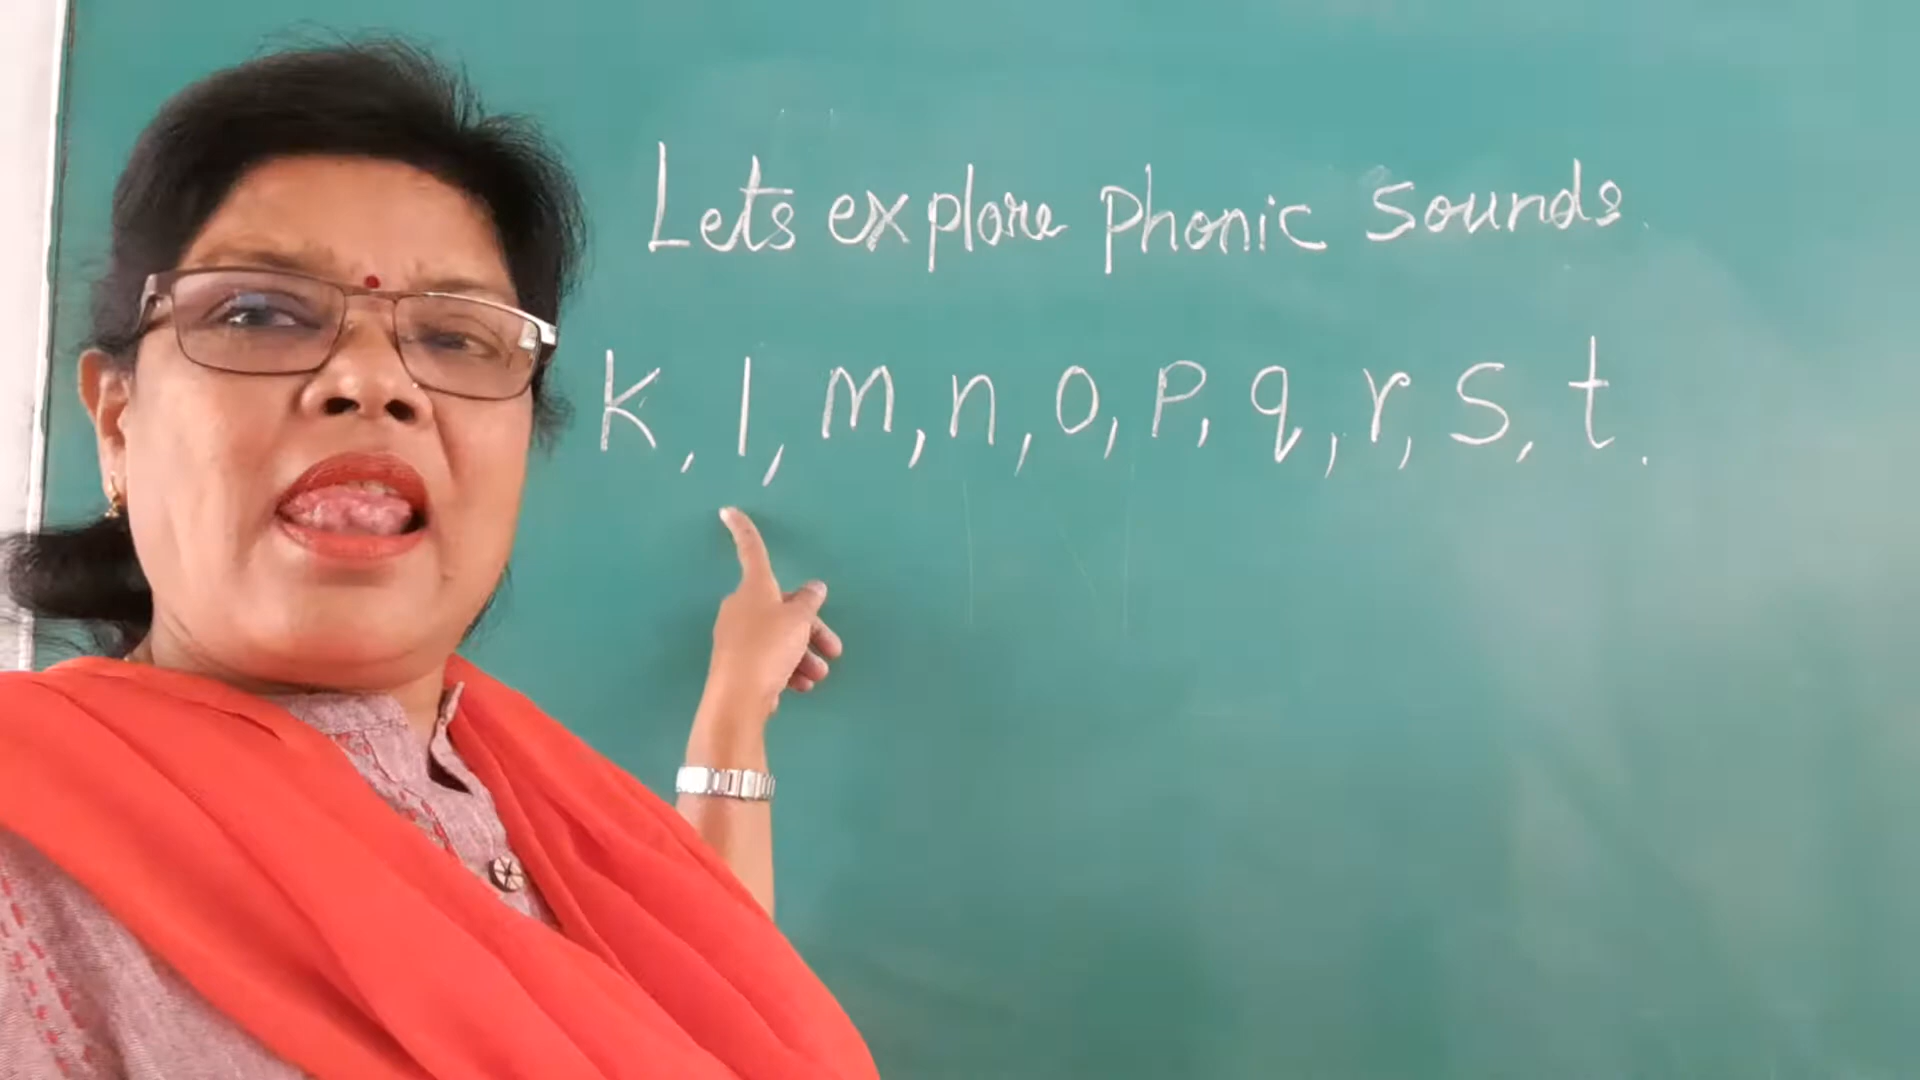 Lets explore phonic sounds.
k, l, m, n, o, p, q, r, s, t.